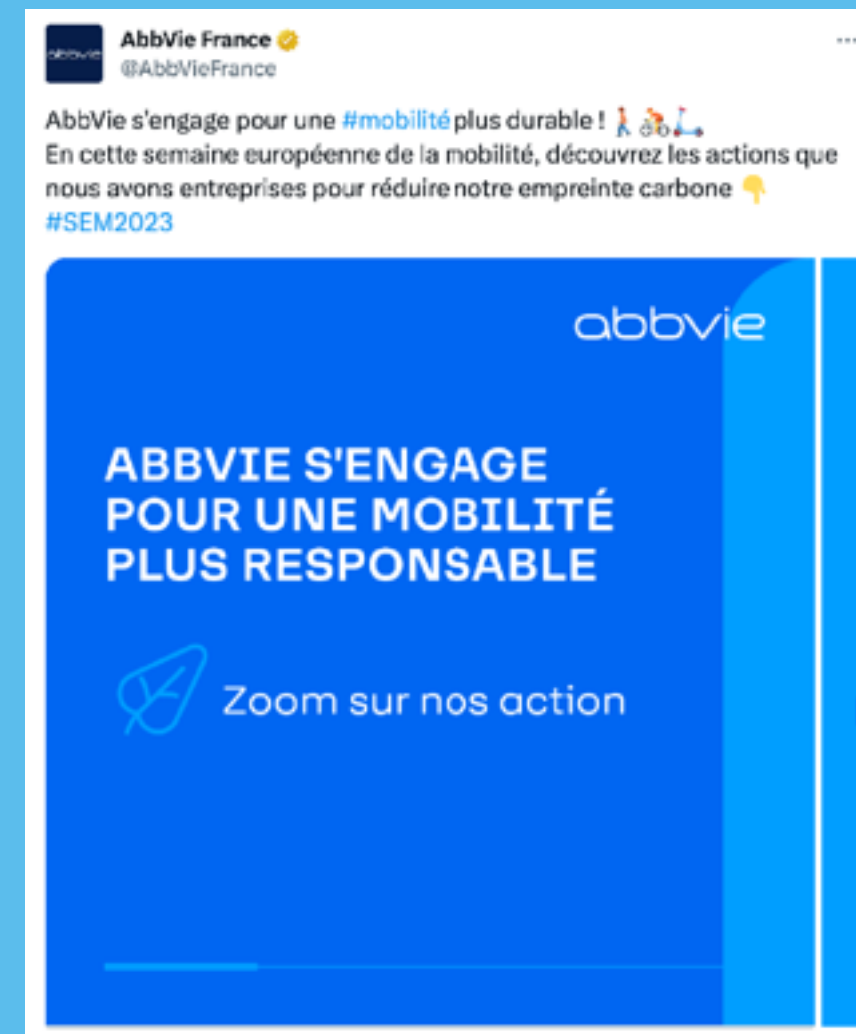 abbvie
AbbVie France
@AbbVieFrance
AbbVie s'engage pour une #mobilité plus durable !
En cette semaine européenne de la mobilité, découvrez les actions que
nous avons entreprises pour réduire notre empreinte carbone
#SEM2023
abbvie
ABBVIE S'ENGAGE
POUR UNE MOBILITÉ
PLUS RESPONSABLE
Zoom sur nos action